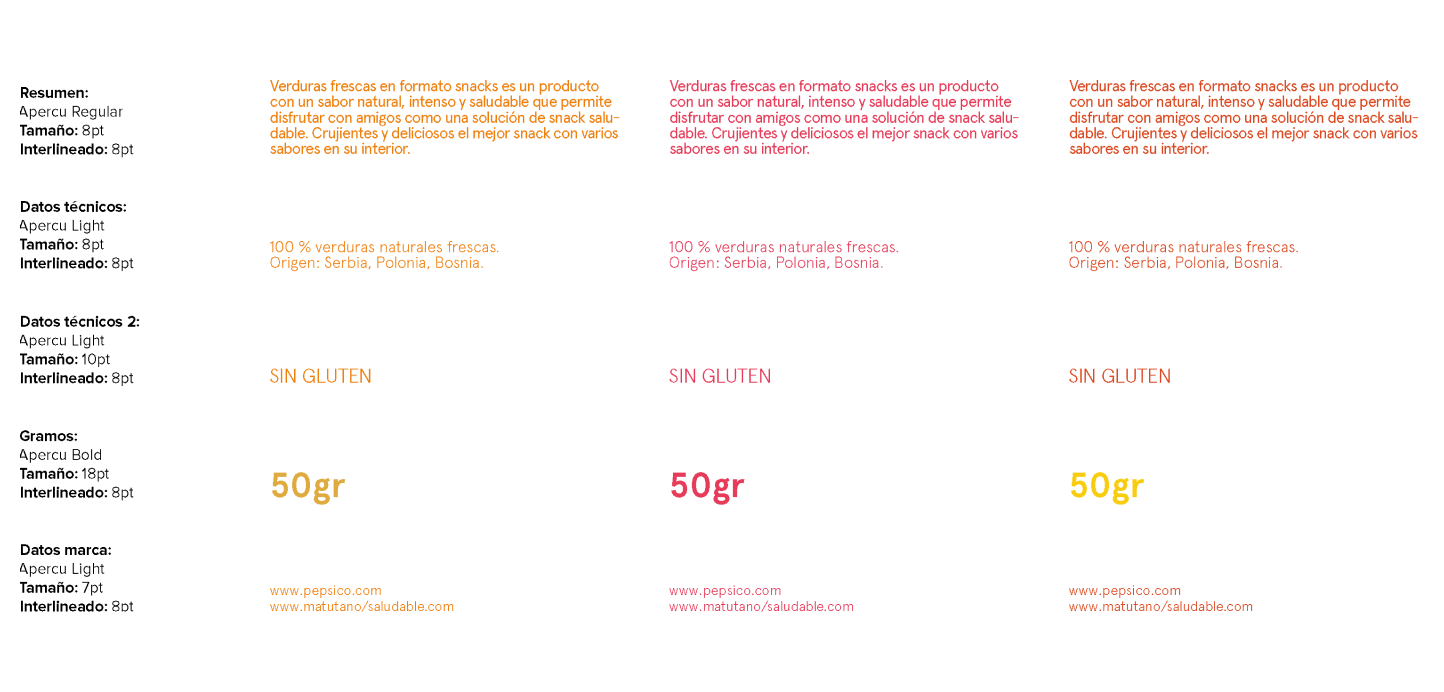 Resumen:
Apercu Regular
Tamaño: 8pt
Interlineado: 8pt
Verduras frescas en formato snacks es un producto
con un sabor natural, intenso y saludable que permite
disfrutar con amigos como una solución de snack salu-
dable. Crujientes y deliciosos el mejor snack con varios
sabores en su interior.
Verduras frescas en formato snacks es un producto
con un sabor natural, intenso y saludable que permite
disfrutar con amigos como una solución de snack salu-
dable. Crujientes y deliciosos el mejor snack con varios
sabores en su interior.
Verduras frescas en formato snacks es un producto
con un sabor natural, intenso y saludable que permite
disfrutar con amigos como una solución de snack salu-
dable. Crujientes y deliciosos el mejor snack con varios
sabores en su interior.
Datos técnicos:
Apercu Light
Tamaño: 8pt
Interlineado: 8pt
100 % verduras naturales frescas.
Origen: Serbia, Polonia, Bosnia.
100 % verduras naturales frescas.
Origen: Serbia, Polonia, Bosnia.
100 % verduras naturales frescas.
Origen: Serbia, Polonia, Bosnia.
Datos técnicos 2:
Apercu Light
Tamaño: 10pt
Interlineado: 8pt
SIN GLUTEN
SIN GLUTEN
SIN GLUTEN
Gramos:
Apercu Bold
Tamaño: 18pt
Interlineado: 8pt
50gr
50gr
50gr
Datos marca:
Apercu Light
Tamaño: 7pt
Interlineado: 8pt
www.pepsico.com
www.matutano/saludable.com
www.pepsico.com
www.matutano/saludable.com
www.pepsico.com
www.matutano/saludable.com